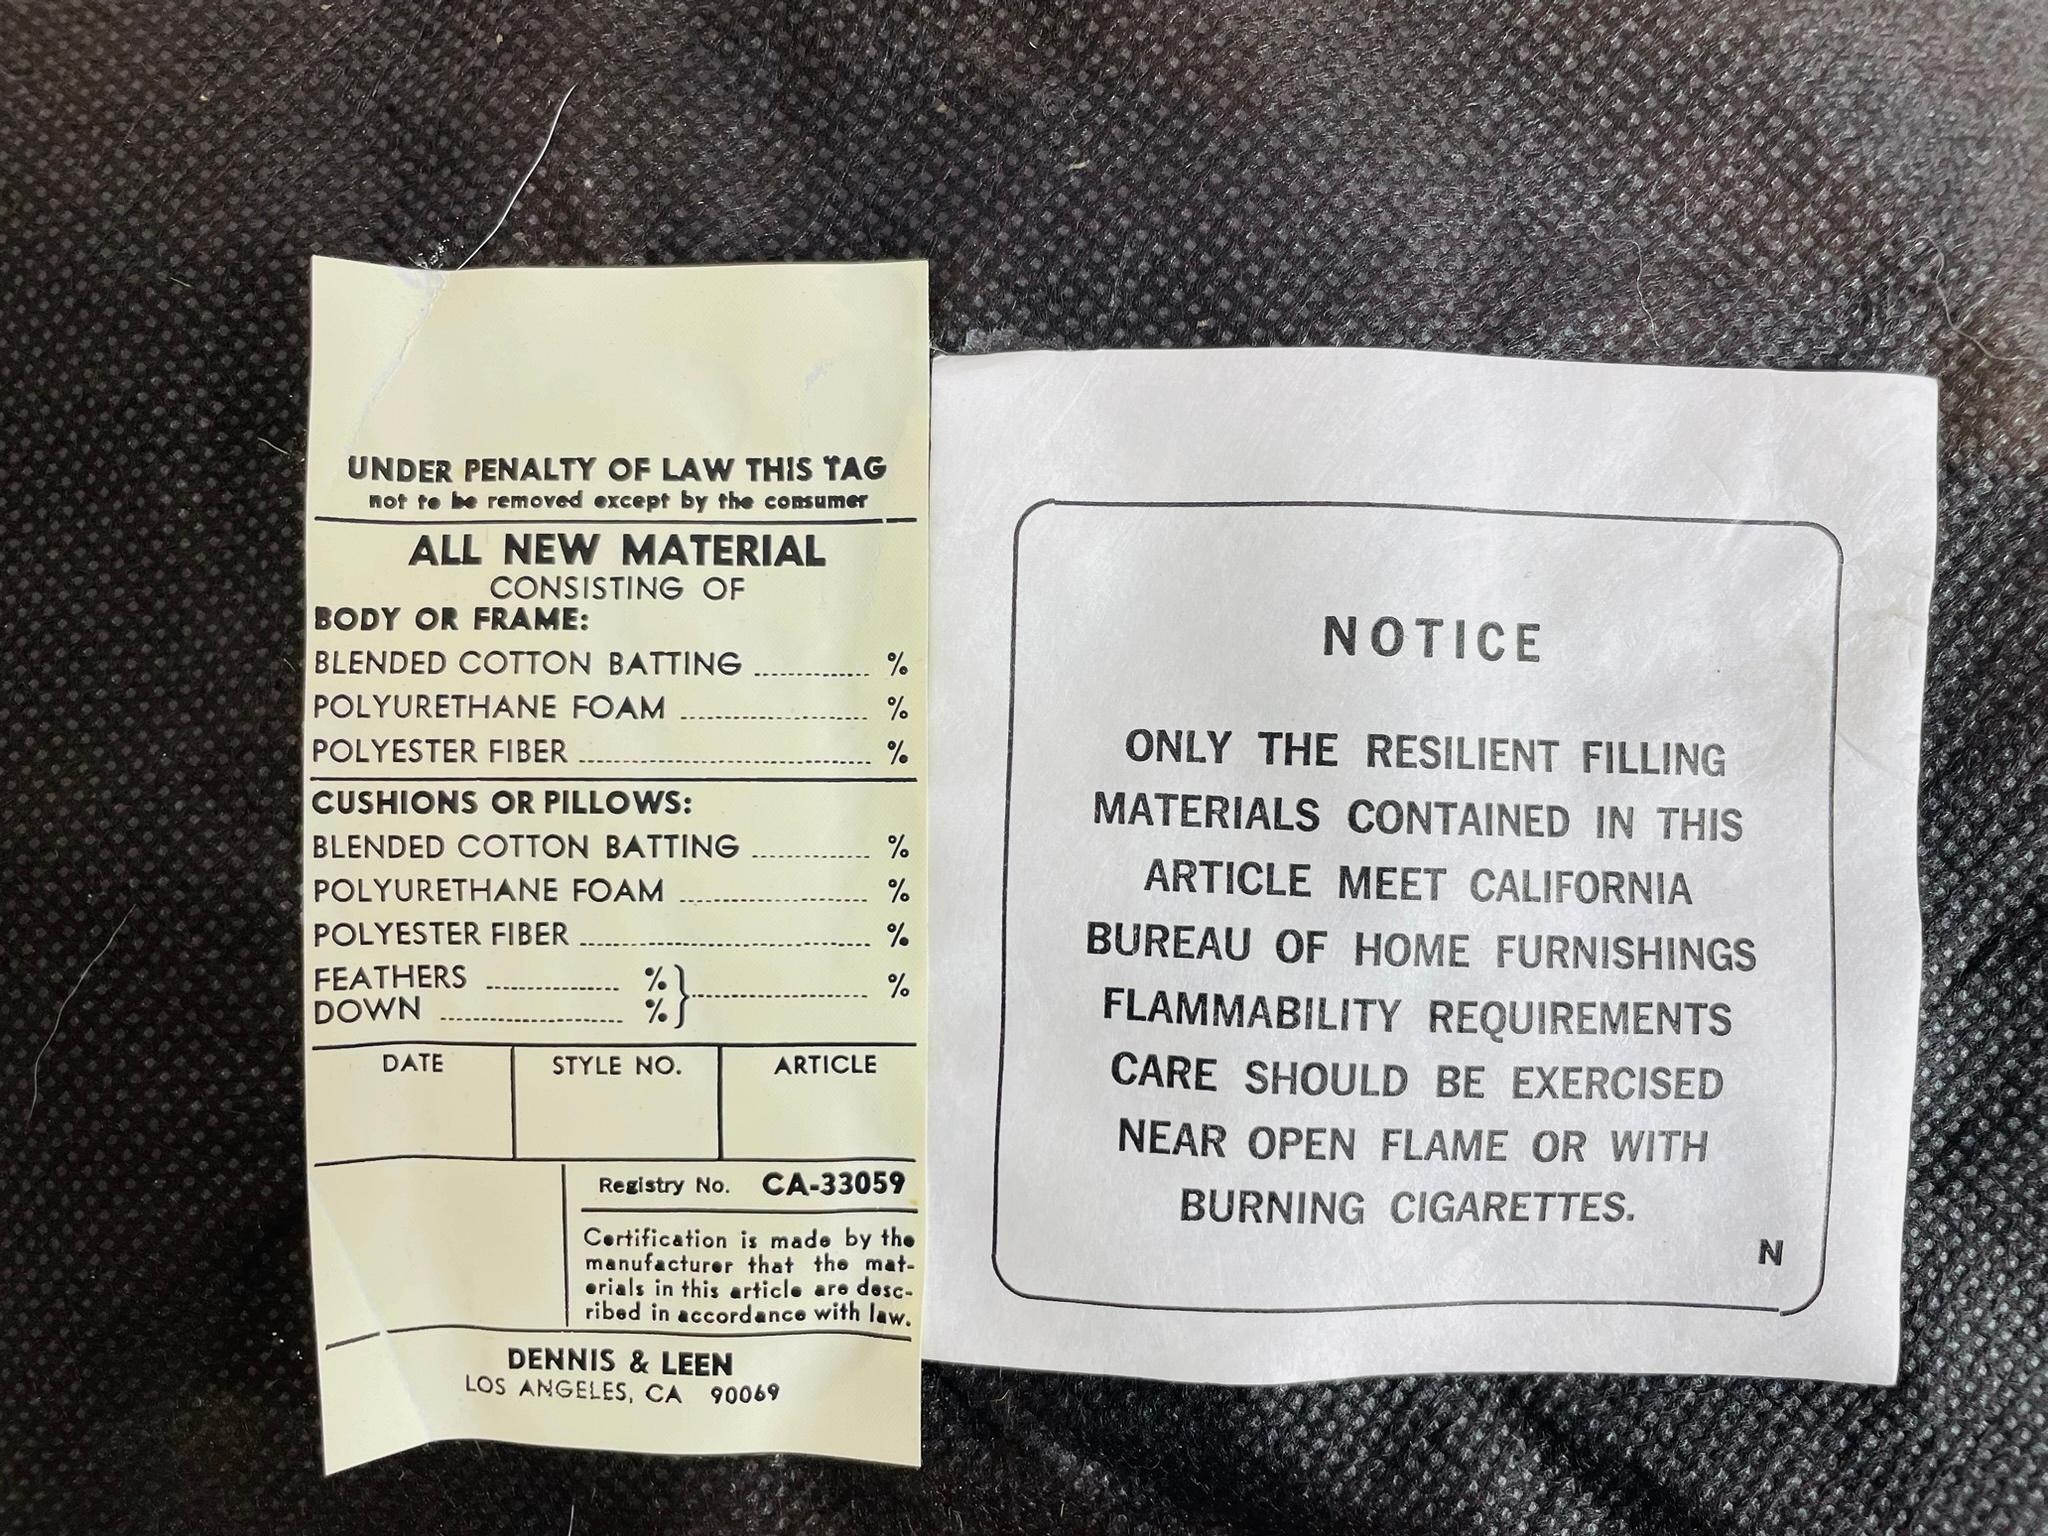 UNDER PENALTY OF LAW THIS TAG
not to be removed except by the consumer
ALL NEW MATERIAL
CONSISTING OF
BODY OR FRAME:
BLENDED COTTON BATTING .......... %
POLYURETHANE FOAM .......... %
POLYESTER FIBER .......... %
CUSHIONS OR PILLOWS:
BLENDED COTTON BATTING .......... %
POLYURETHANE FOAM .......... %
POLYESTER FIBER .......... %
FEATHERS .......... % } .......... %
DOWN .......... %
DATE STYLE NO. ARTICLE
Registry No. CA-33059
Certification is made by the
manufacturer that the mat-
erials in this article are desc-
ribed in accordance with law.
DENNIS & LEEN
LOS ANGELES, CA 90069
NOTICE
ONLY THE RESILIENT FILLING
MATERIALS CONTAINED IN THIS
ARTICLE MEET CALIFORNIA
BUREAU OF HOME FURNISHINGS
FLAMMABILITY REQUIREMENTS
CARE SHOULD BE EXERCISED
NEAR OPEN FLAME OR WITH
BURNING CIGARETTES.
N